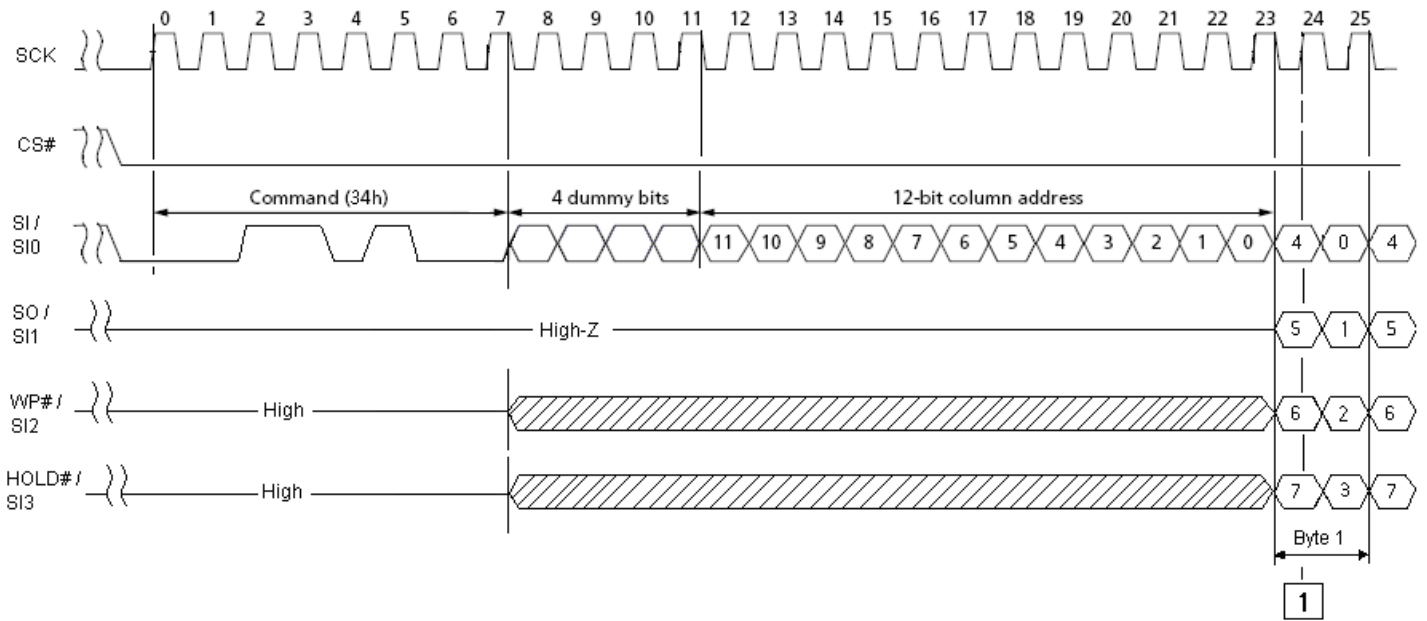 0 1 2 3 4 5 6 7 8 9 10 11 12 13 14 15 16 17 18 19 20 21 22 23 24 25
SCK
CS#
Command (34h) 4 dummy bits 12-bit column address
SI /
SI0
11 10 9 8 7 6 5 4 3 2 1 0 4 0 4
SO /
SI1
High-Z 5 1 5
WP# /
SI2
High 6 2 6
HOLD# /
SI3
High 7 3 7
Byte 1
1